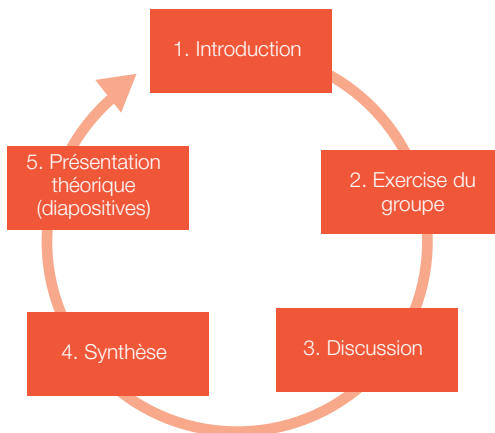 1. Introduction
2. Exercise du
groupe
3. Discussion
4. Synthèse
5. Présentation
théorique
(diapositives)